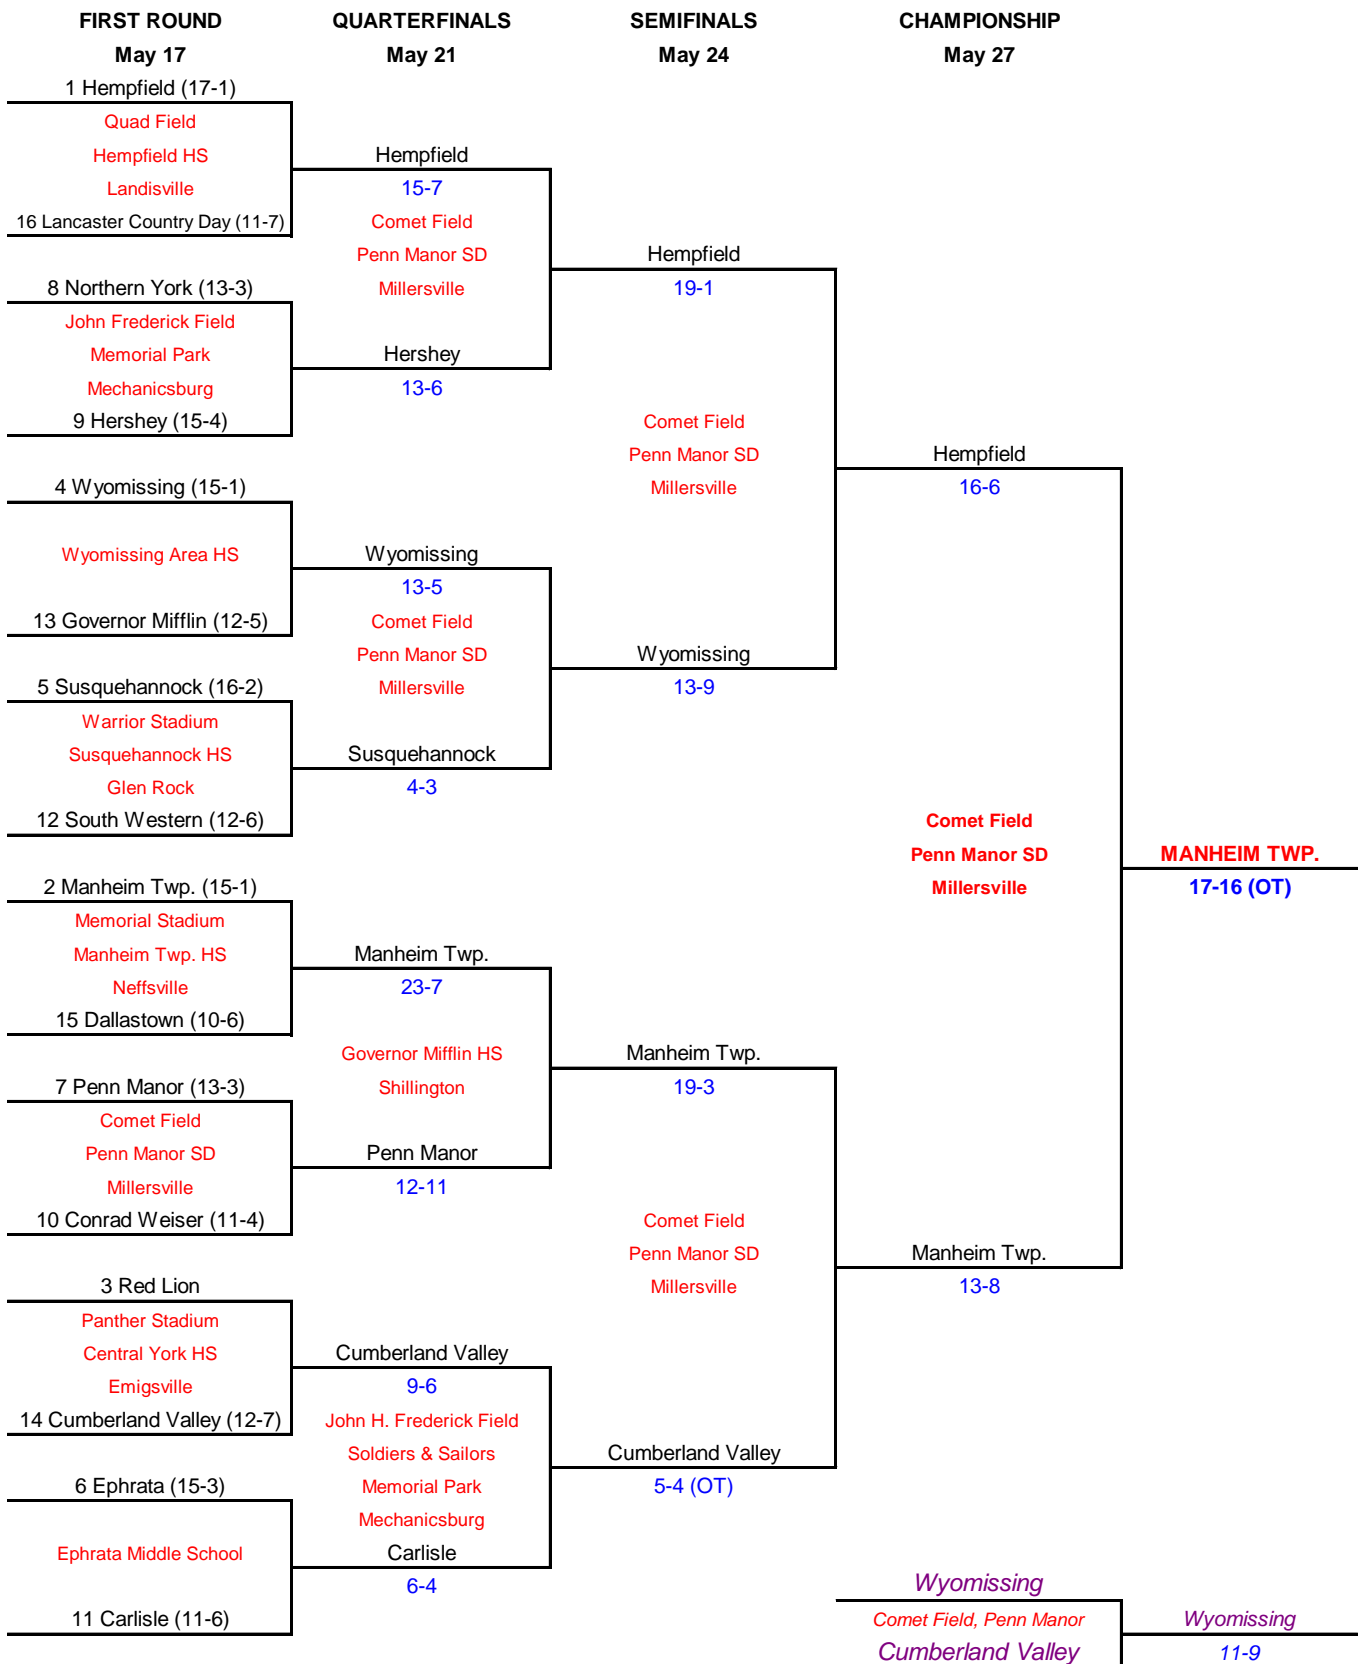 FIRST ROUND QUARTERFINALS SEMIFINALS CHAMPIONSHIP
May 17 May 21 May 24 May 27
1 Hempfield (17-1)
Quad Field
Hempfield HS
Landisville
16 Lancaster Country Day (11-7)
8 Northern York (13-3)
John Frederick Field
Memorial Park
Mechanicsburg
9 Hershey (15-4)
4 Wyomissing (15-1)
Wyomissing Area HS
13 Governor Mifflin (12-5)
5 Susquehannock (16-2)
Warrior Stadium
Susquehannock HS
Glen Rock
12 South Western (12-6)
2 Manheim Twp. (15-1)
Memorial Stadium
Manheim Twp. HS
Neffsville
15 Dallastown (10-6)
7 Penn Manor (13-3)
Comet Field
Penn Manor SD
Millersville
10 Conrad Weiser (11-4)
3 Red Lion
Panther Stadium
Central York HS
Emigsville
14 Cumberland Valley (12-7)
6 Ephrata (15-3)
Ephrata Middle School
11 Carlisle (11-6)
Hempfield
15-7
Comet Field
Penn Manor SD
Millersville
Hershey
13-6
Wyomissing
13-5
Comet Field
Penn Manor SD
Millersville
Susquehannock
4-3
Manheim Twp.
23-7
Governor Mifflin HS
Shillington
Penn Manor
12-11
Cumberland Valley
9-6
John H. Frederick Field
Soldiers & Sailors
Memorial Park
Mechanicsburg
Carlisle
6-4
Hempfield
19-1
Comet Field
Penn Manor SD
Millersville
Wyomissing
13-9
Manheim Twp.
19-3
Comet Field
Penn Manor SD
Millersville
Cumberland Valley
5-4 (OT)
Hempfield
16-6
Comet Field
Penn Manor SD
Millersville
Manheim Twp.
13-8
MANHEIM TWP.
17-16 (OT)
Wyomissing
Comet Field, Penn Manor
Cumberland Valley
Wyomissing
11-9